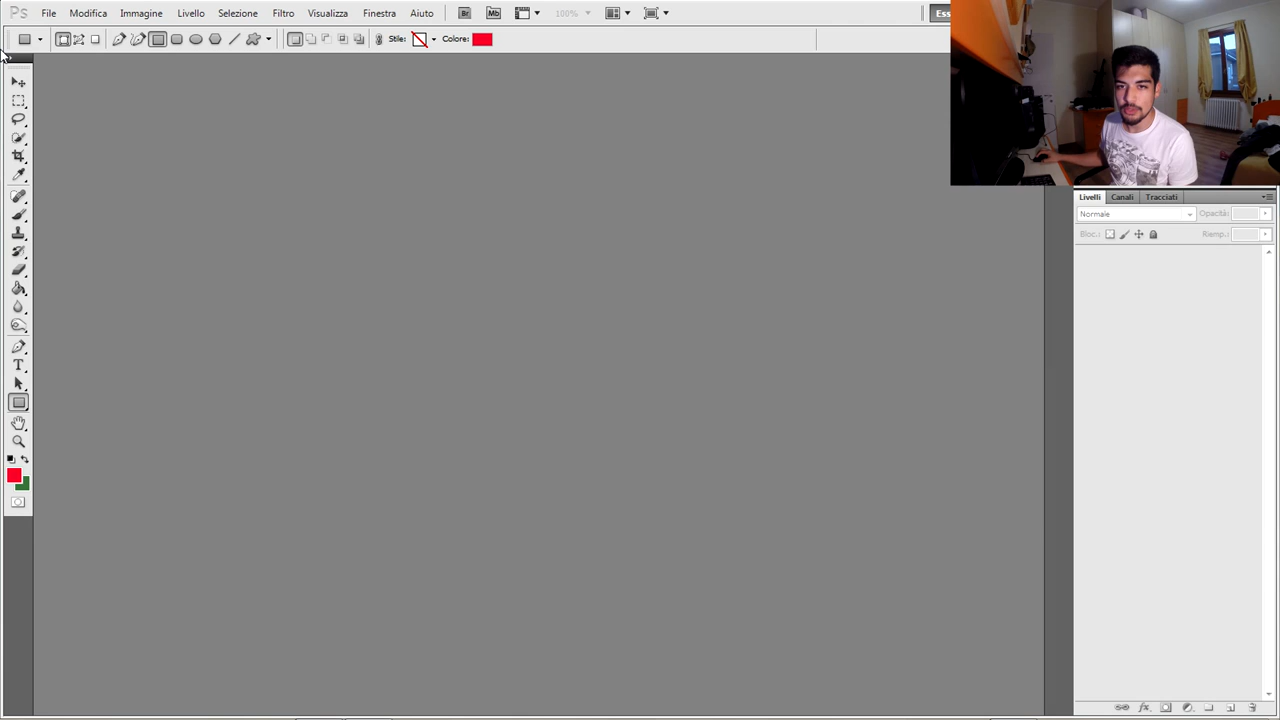 Ps File Modifica Immagine Livello Selezione Filtro Visualizza Finestra Aiuto Br Mb 100% Ess
Stile: Colore:
Livelli Canali Tracciati
Normale Opacità:
Bloc.: Riemp.:
T
fx